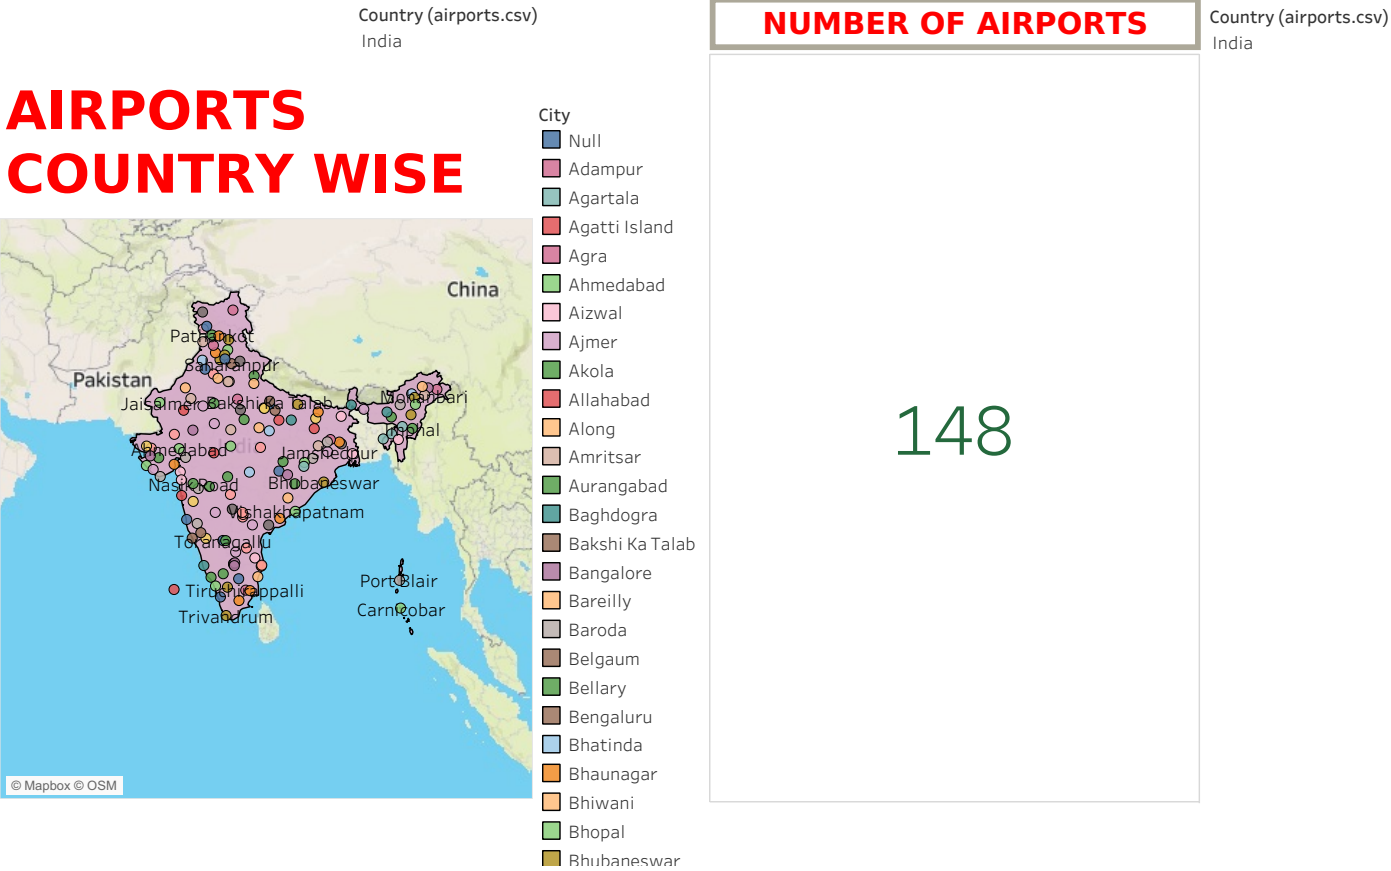 Country (airports.csv)
India
NUMBER OF AIRPORTS
Country (airports.csv)
India
AIRPORTS
COUNTRY WISE
City
Null
Adampur
Agartala
Agatti Island
Agra
Ahmedabad
Aizwal
Ajmer
Akola
Allahabad
Along
Amritsar
Aurangabad
Baghdogra
Bakshi Ka Talab
Bangalore
Bareilly
Baroda
Belgaum
Bellary
Bengaluru
Bhatinda
Bhaunagar
Bhiwani
Bhopal
Bhubaneswar
China
Pathankot
Saharanpur
Pakistan
Jaisalmer
Bakshi Ka Talab
Mohanbari
Imphal
Ahmedabad
India
Jamshedpur
Nasik Road
Bhubaneswar
Vishakhapatnam
Toranagallu
Port Blair
Tiruchirappalli
Carnicobar
Trivandrum
© Mapbox © OSM
148